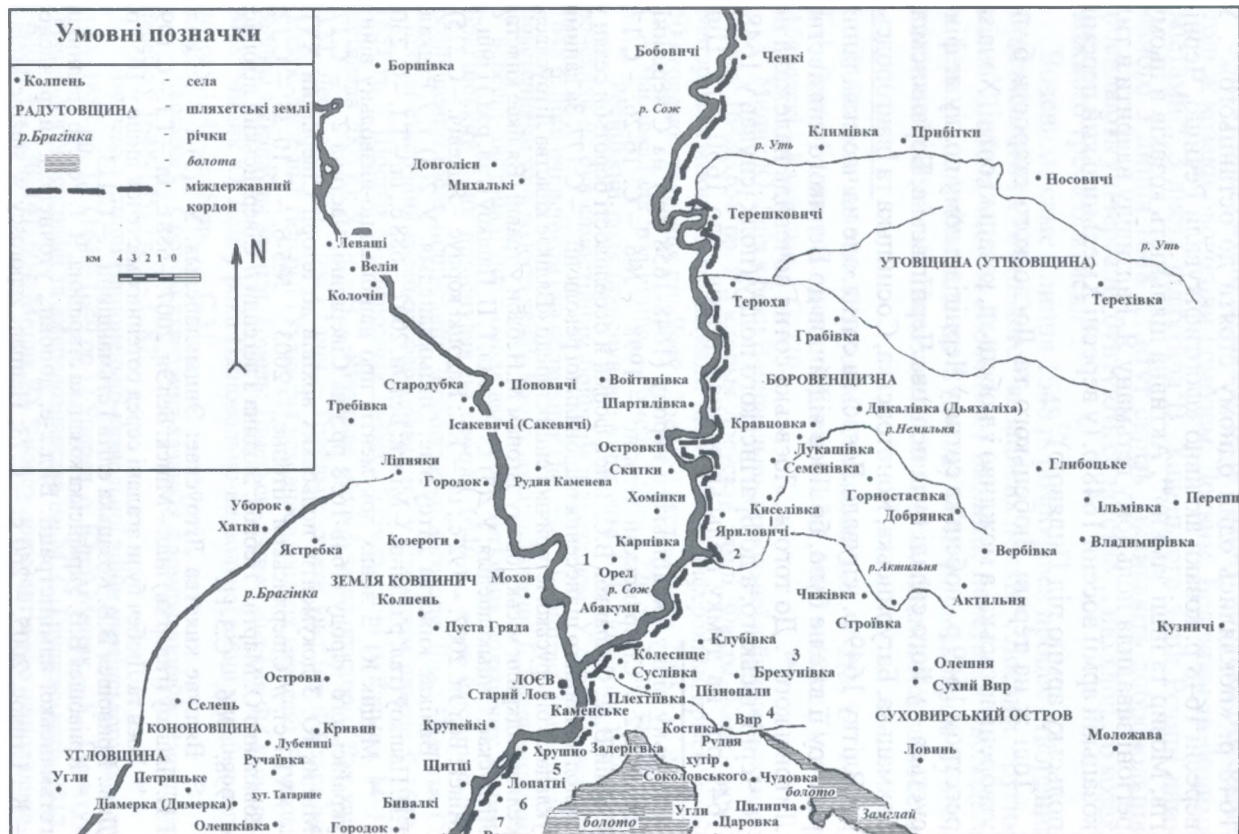 Умовні позначки
• Колпень - села
РАДУТОВЩИНА - шляхетські землі
р.Брагінка - річки
- болота
- міждержавний
кордон
км 4 3 2 1 0
N
Борщівка
Бобовичі
Ченкі
р. Сож
Климівка
Прибітки
р. Уть
Довголіси
Михалькі
Носовичі
Терешковичі
Леваші
р. Уть
Велін
УТОВЩИНА (УТІКОВЩИНА)
Колочін
Терюха
Терехівка
Грабівка
Стародубка
Поповичі
Войтинівка
БОРОВЕНЩИЗНА
Требівка
Шартилівка
Дикалівка (Дьяхаліха)
Ісакевичі (Сакевичі)
Кравцовка
р.Немильня
Островки
Лукашівка
Ліпняки
Скитки
Семенівка
Глибоцьке
Городок
Рудня Каменева
Горностаєвка
Уборок
Хомінки
Киселівка
Добрянка
Ільмівка
Перепис
Хатки
Яриловичі
Ястребка
Козероги
Карпівка
2
Вербівка
Владимирівка
1
Орел
р.Актильня
ЗЕМЛЯ КОВПИНИЧ
Мохов
р. Сож
р.Брагінка
Колпень
Абакуми
Чижівка
Актильня
Пуста Гряда
Строївка
Кузничі
Клубівка
Колесище
3
Острови
ЛОЄВ
Суслівка
Брехунівка
Олешня
Старий Лоєв
Пізнопали
Сухий Вир
Селець
Плехтіївка
Каменське
4
СУХОВИРСЬКИЙ ОСТРОВ
КОНОНОВЩИНА
Кривин
Крупейкі
Костика
Вир
Лубениці
Хрушно
Задерієвка
Рудня
Моложава
УГЛОВЩИНА
Ручаївка
5
хутір
Ловинь
Угли
Петрицьке
Щитці
Соколовського
Чудовка
хут. Татарине
Лопатні
болото
Діамерка (Димерка)
6
Угли
Пилипча
Замглай
Бивалкі
Олешківка
Городок
7
болото
Царовка